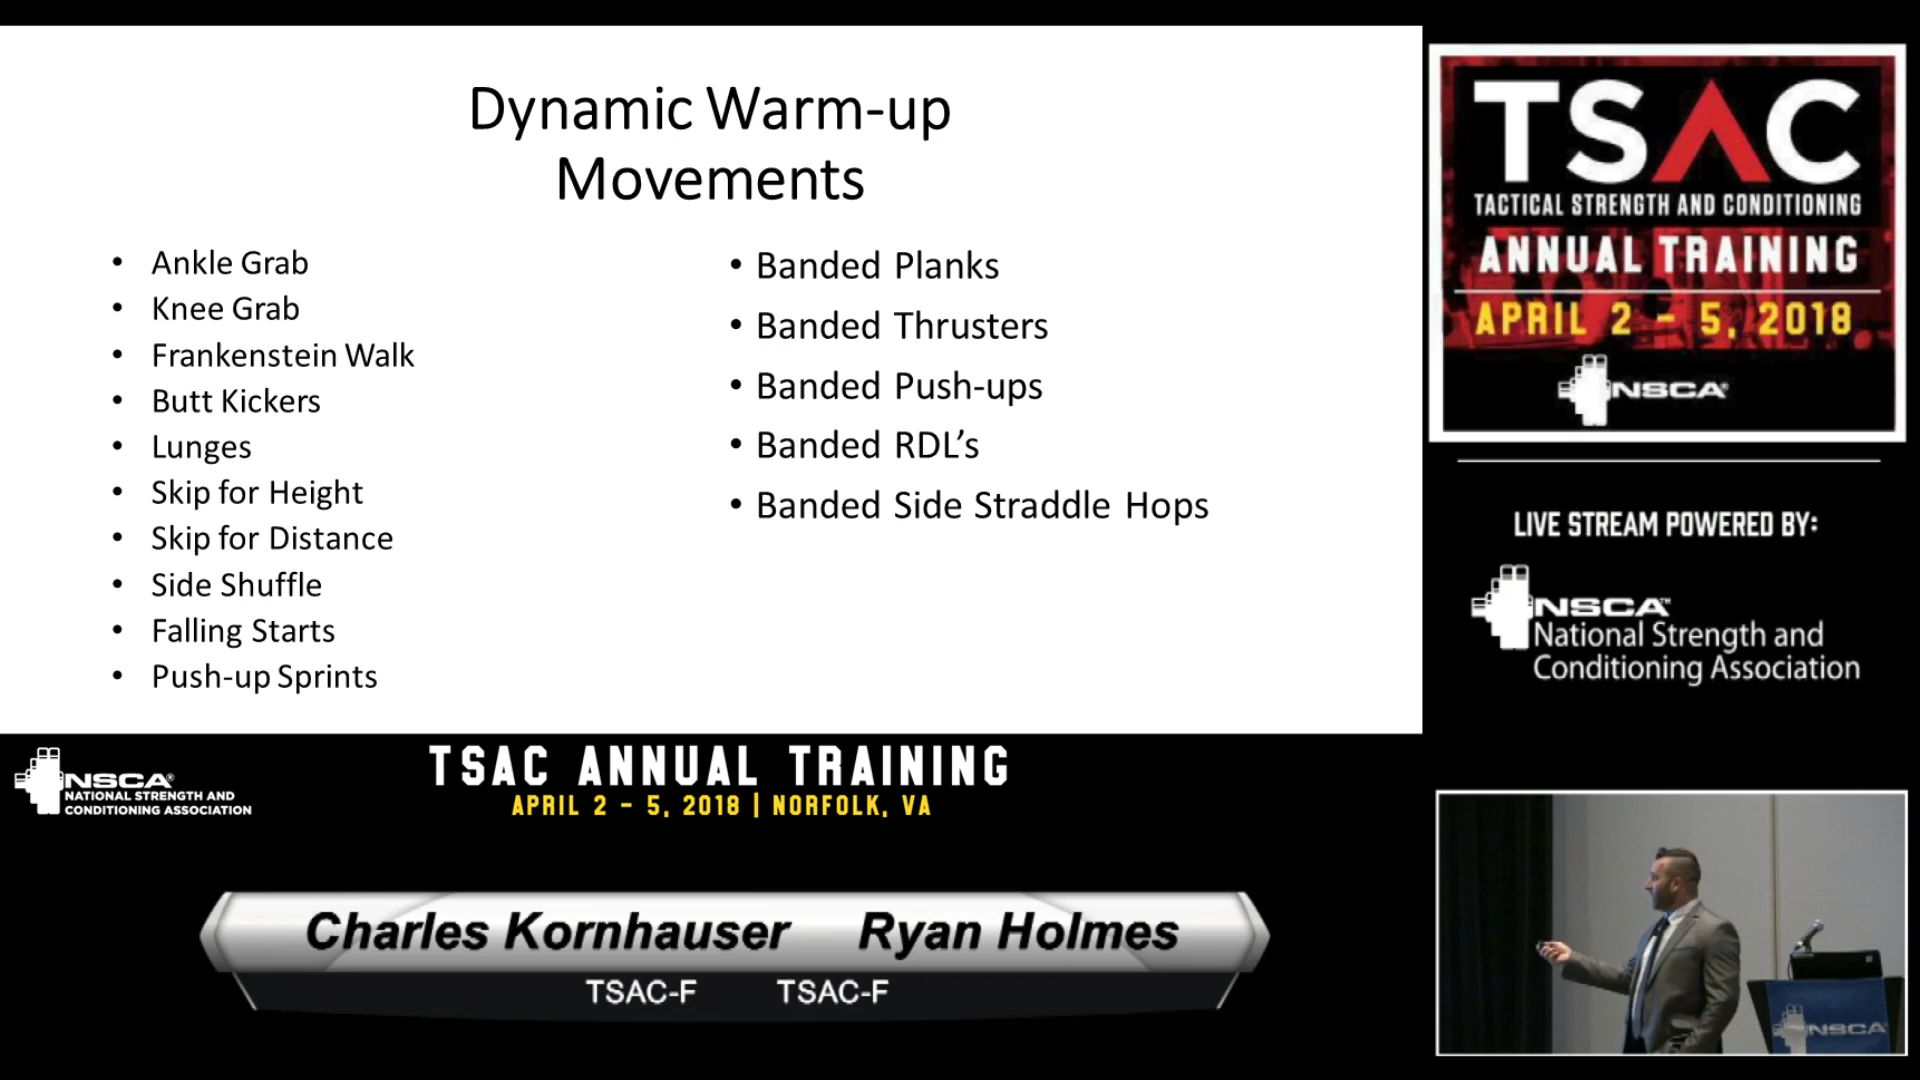 Dynamic Warm-up
Movements
• Ankle Grab
• Knee Grab
• Frankenstein Walk
• Butt Kickers
• Lunges
• Skip for Height
• Skip for Distance
• Side Shuffle
• Falling Starts
• Push-up Sprints
• Banded Planks
• Banded Thrusters
• Banded Push-ups
• Banded RDL’s
• Banded Side Straddle Hops
TSAC
TACTICAL STRENGTH AND CONDITIONING
ANNUAL TRAINING
APRIL 2 - 5, 2018
NSCA®
LIVE STREAM POWERED BY:
NSCA™
National Strength and
Conditioning Association
NSCA®
NATIONAL STRENGTH AND
CONDITIONING ASSOCIATION
TSAC ANNUAL TRAINING
APRIL 2 - 5, 2018 | NORFOLK, VA
Charles Kornhauser Ryan Holmes
TSAC-F TSAC-F
NSCA